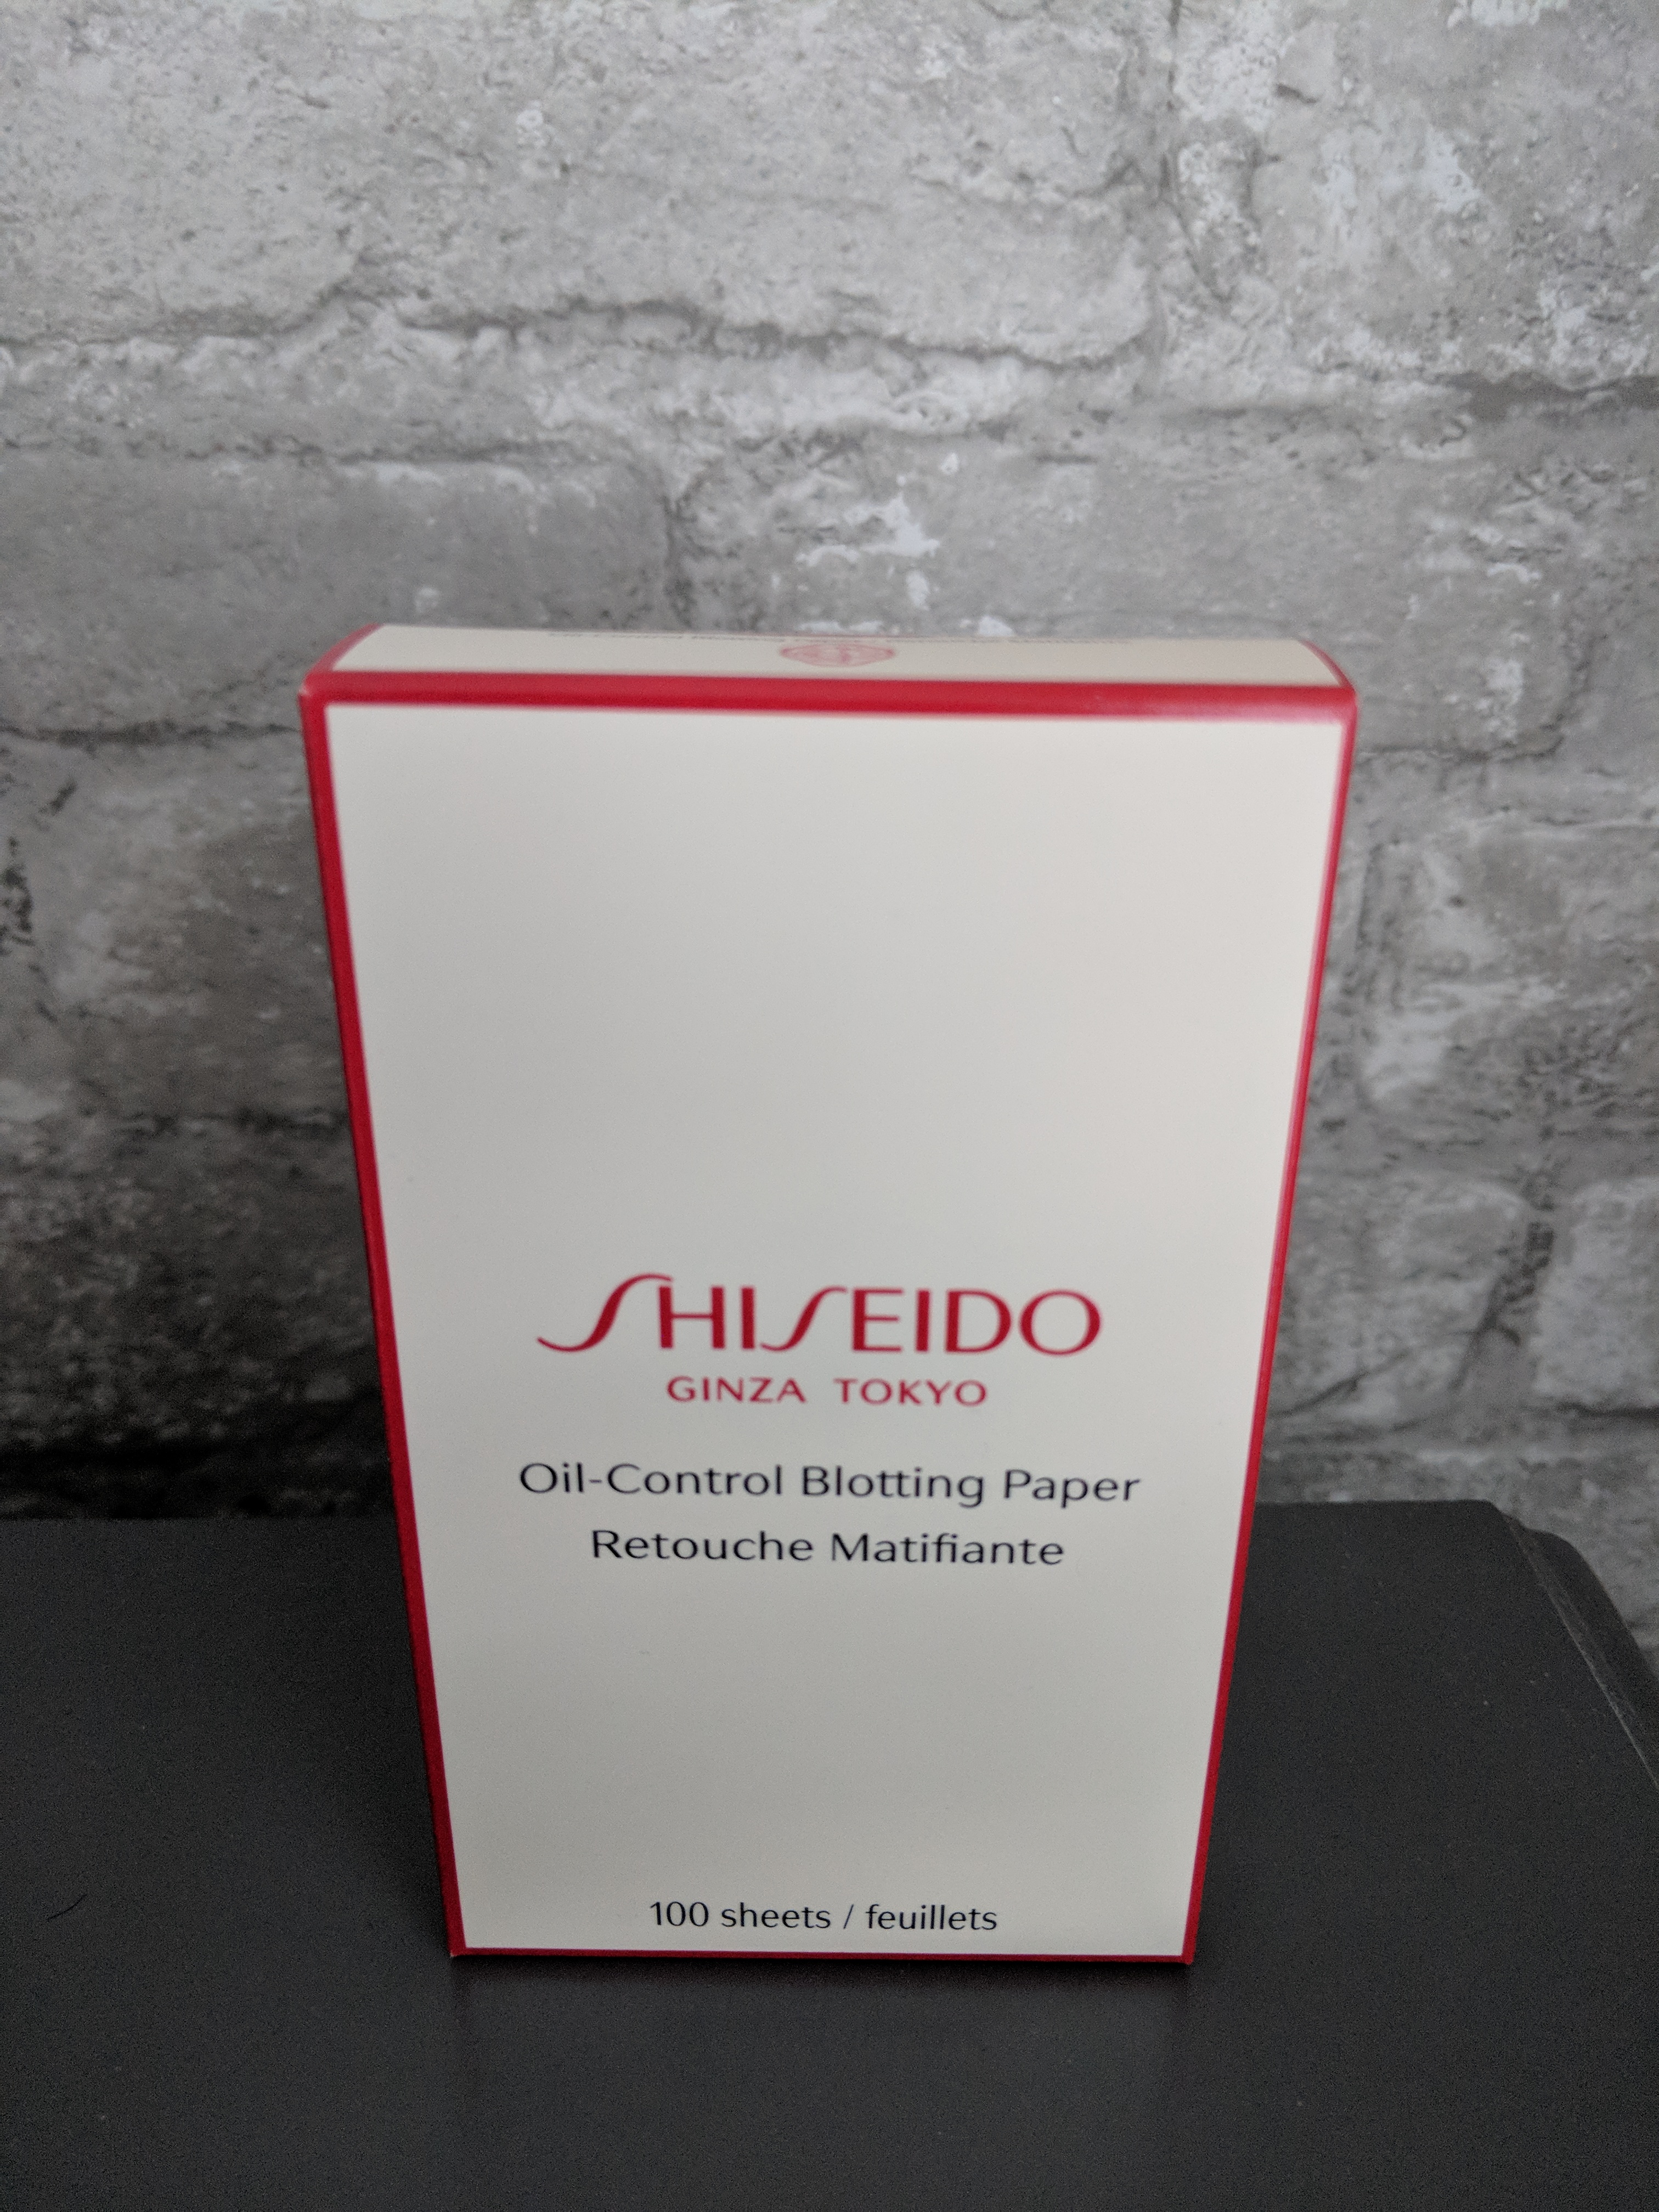 SHISEIDO
GINZA TOKYO
Oil-Control Blotting Paper
Retouche Matifiante
100 sheets / feuillets